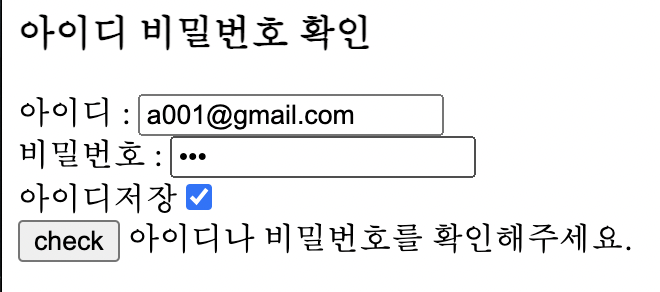 아이디 비밀번호 확인
아이디 : a001@gmail.com
비밀번호 : •••
아이디저장
check 아이디나 비밀번호를 확인해주세요.